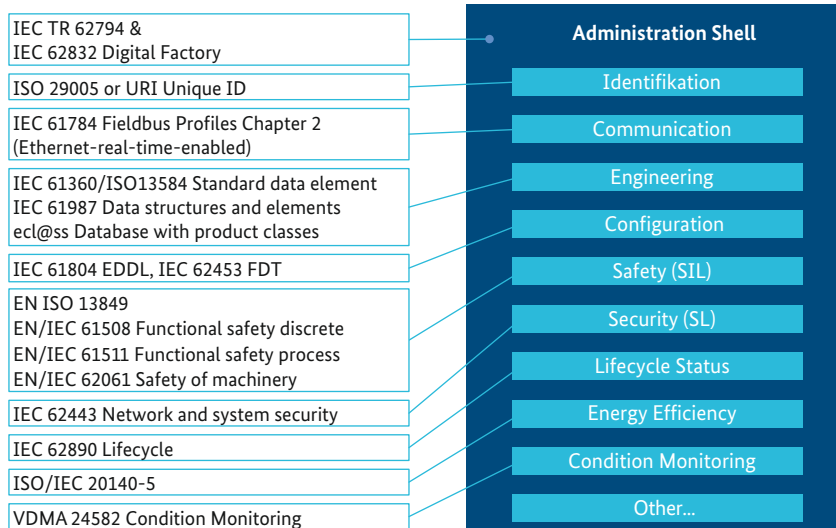 IEC TR 62794 &
IEC 62832 Digital Factory
ISO 29005 or URI Unique ID
IEC 61784 Fieldbus Profiles Chapter 2
(Ethernet-real-time-enabled)
IEC 61360/ISO13584 Standard data element
IEC 61987 Data structures and elements
ecl@ss Database with product classes
IEC 61804 EDDL, IEC 62453 FDT
EN ISO 13849
EN/IEC 61508 Functional safety discrete
EN/IEC 61511 Functional safety process
EN/IEC 62061 Safety of machinery
IEC 62443 Network and system security
IEC 62890 Lifecycle
ISO/IEC 20140-5
VDMA 24582 Condition Monitoring
Administration Shell
Identifikation
Communication
Engineering
Configuration
Safety (SIL)
Security (SL)
Lifecycle Status
Energy Efficiency
Condition Monitoring
Other...